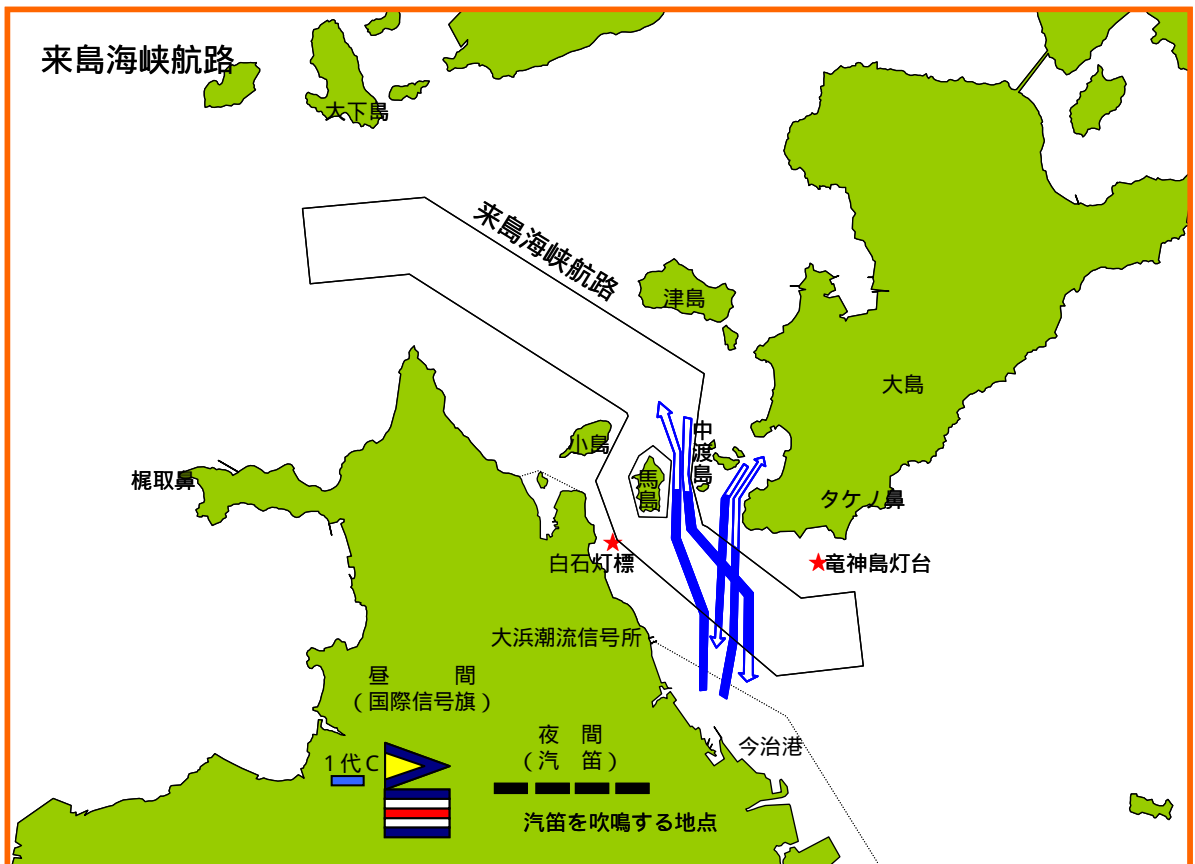 来島海峡航路
大下島
来島海峡航路
津島
大島
小島
中渡島
馬島
梶取鼻
タケノ鼻
白石灯標
竜神島灯台
大浜潮流信号所
昼 間
(国際信号旗)
夜 間
(汽 笛)
今治港
1代C
汽笛を吹鳴する地点